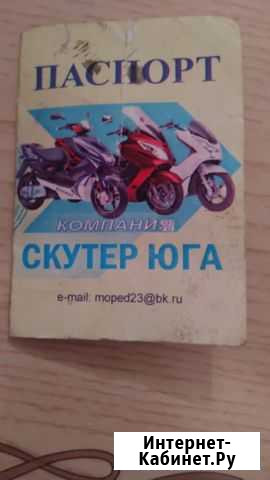 ПАСПОРТ
КОМПАНИЯ
СКУТЕР ЮГА
e-mail: moped23@bk.ru
Интернет-
Кабинет.Ру